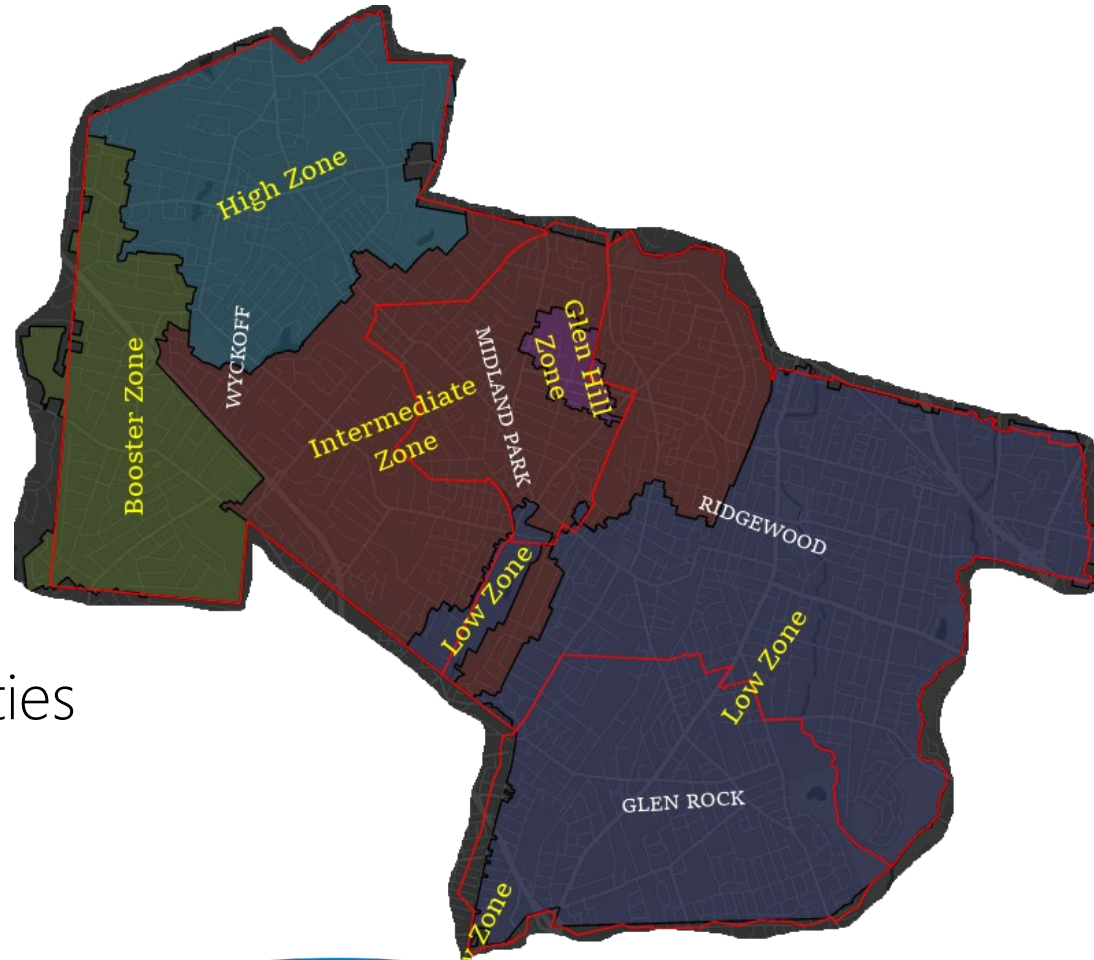 High Zone
WYCKOFF
Booster Zone
Intermediate
Zone
MIDLAND PARK
Glen Hill
Zone
RIDGEWOOD
Low Zone
Low Zone
GLEN ROCK
Zone
ties